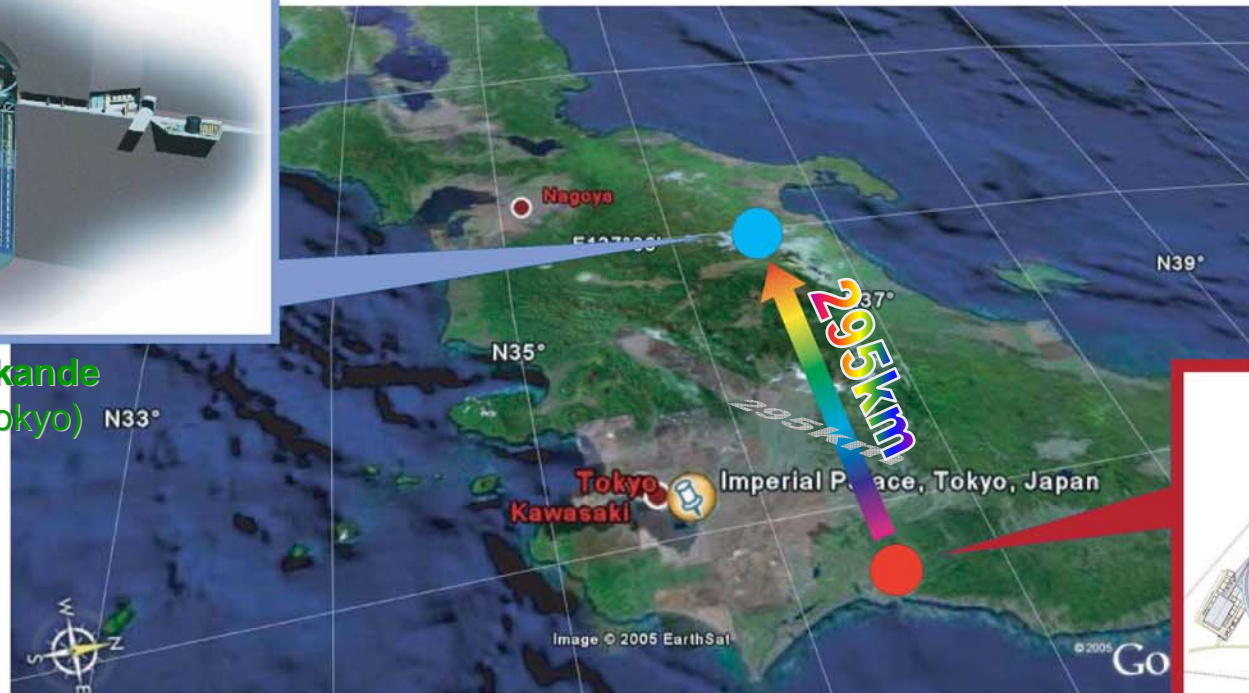 Nagoya
N39°
37°
295km
N35°
kande
okyo)
N33°
295km
Tokyo
Imperial Palace, Tokyo, Japan
Kawasaki
W
N
S
E
Image © 2005 EarthSat
©2005 Go